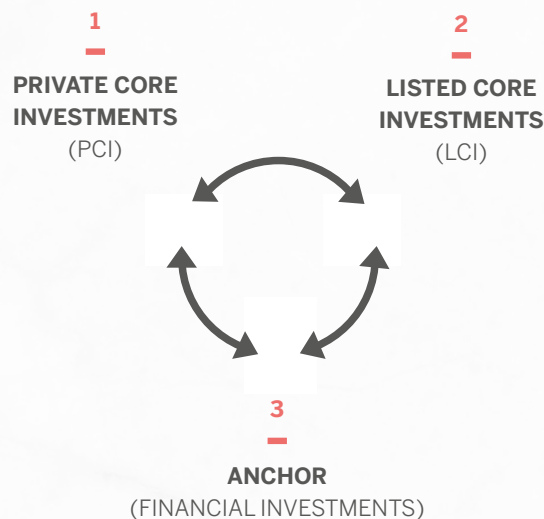 1
PRIVATE CORE
INVESTMENTS
(PCI)
2
LISTED CORE
INVESTMENTS
(LCI)
3
ANCHOR
(FINANCIAL INVESTMENTS)